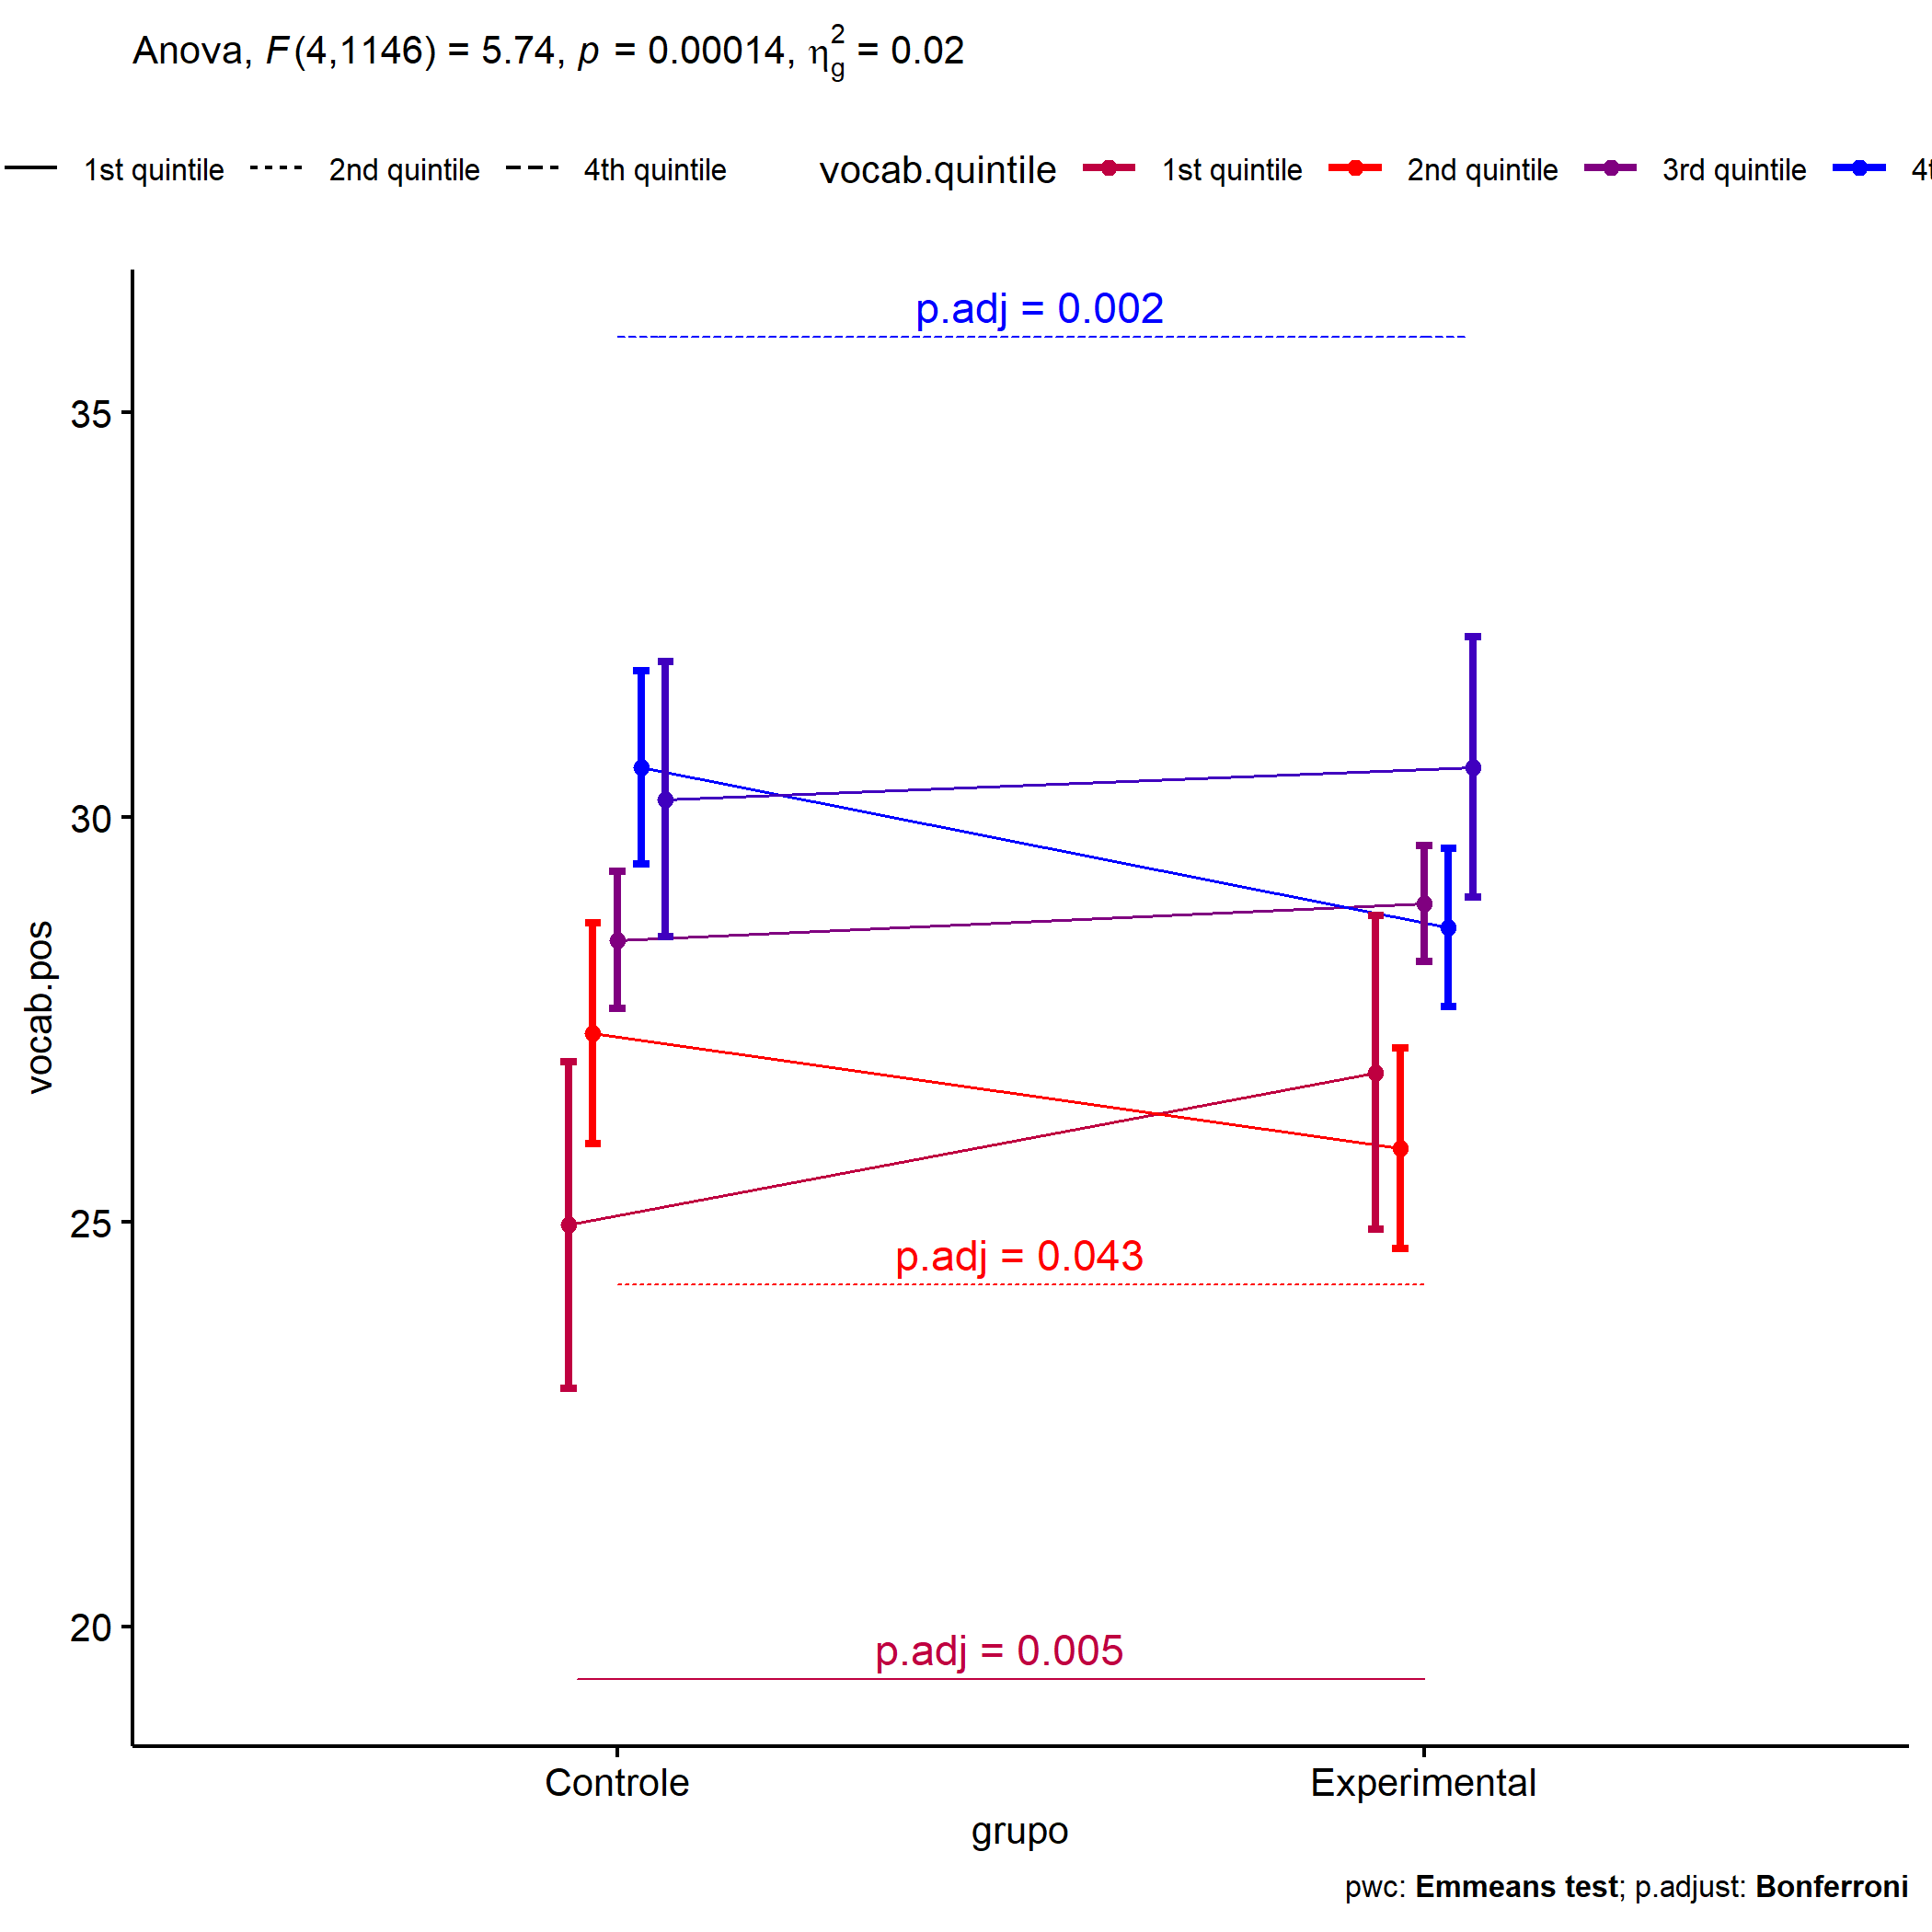 Anova, F(4,1146) = 5.74, p = 0.00014, η²g = 0.02
1st quintile 2nd quintile 4th quintile vocab.quintile 1st quintile 2nd quintile 3rd quintile
p.adj = 0.002
35
30
25
20
vocab.pos
p.adj = 0.043
p.adj = 0.005
Controle Experimental
grupo
pwc: Emmeans test; p.adjust: Bonferroni